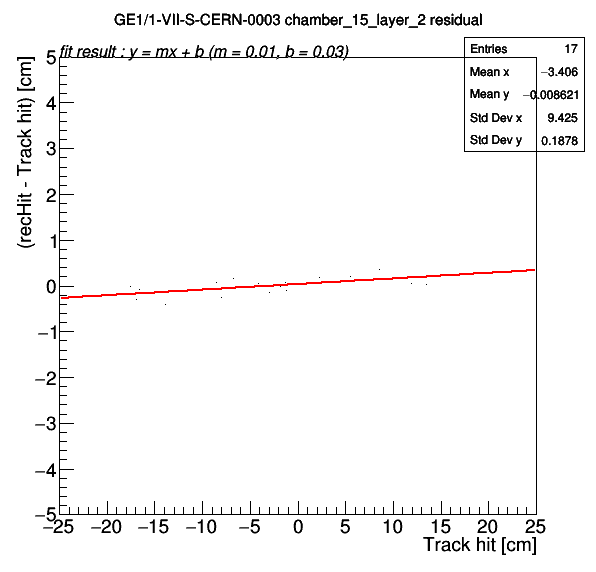 GE1/1-VII-S-CERN-0003 chamber_15_layer_2 residual
fit result : y = mx + b (m = 0.01, b = 0.03)
Entries 17
Mean x −3.406
Mean y −0.008621
Std Dev x 9.425
Std Dev y 0.1878
(recHit - Track hit) [cm]
4
3
2
1
0
−1
−2
−3
−4
−5
−25 −20 −15 −10 −5 0 5 10 15 20 25
Track hit [cm]